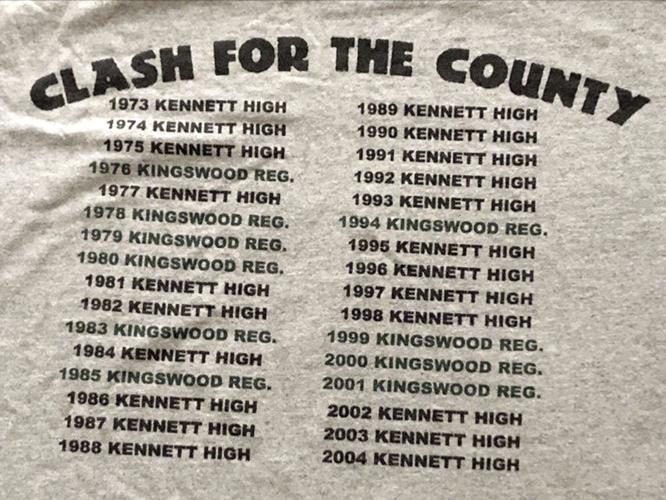 CLASH FOR THE COUNTY
1973 KENNETT HIGH
1974 KENNETT HIGH
1975 KENNETT HIGH
1976 KINGSWOOD REG.
1977 KENNETT HIGH
1978 KINGSWOOD REG.
1979 KINGSWOOD REG.
1980 KINGSWOOD REG.
1981 KENNETT HIGH
1982 KENNETT HIGH
1983 KINGSWOOD REG.
1984 KENNETT HIGH
1985 KINGSWOOD REG.
1986 KENNETT HIGH
1987 KENNETT HIGH
1988 KENNETT HIGH
1989 KENNETT HIGH
1990 KENNETT HIGH
1991 KENNETT HIGH
1992 KENNETT HIGH
1993 KENNETT HIGH
1994 KINGSWOOD REG.
1995 KENNETT HIGH
1996 KENNETT HIGH
1997 KENNETT HIGH
1998 KENNETT HIGH
1999 KINGSWOOD REG.
2000 KINGSWOOD REG.
2001 KINGSWOOD REG.
2002 KENNETT HIGH
2003 KENNETT HIGH
2004 KENNETT HIGH